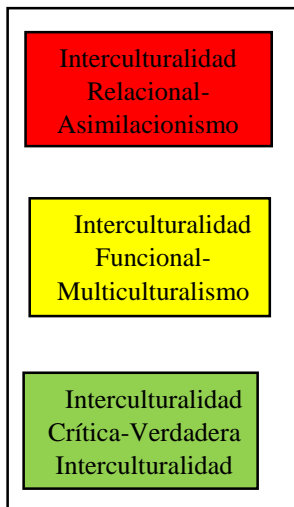 Interculturalidad
Relacional-
Asimilacionismo
Interculturalidad
Funcional-
Multiculturalismo
Interculturalidad
Crítica-Verdadera
Interculturalidad